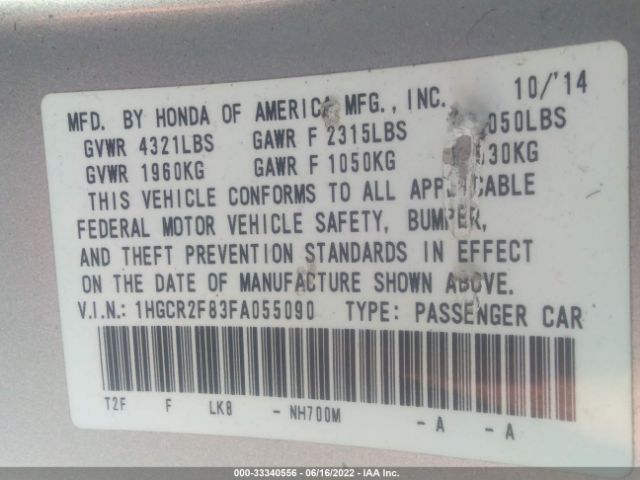 MFD. BY HONDA OF AMERICA MFG., INC. 10/'14
GVWR 4321LBS GAWR F 2315LBS 050LBS
GVWR 1960KG GAWR F 1050KG 30KG
THIS VEHICLE CONFORMS TO ALL APPLICABLE
FEDERAL MOTOR VEHICLE SAFETY, BUMPER,
AND THEFT PREVENTION STANDARDS IN EFFECT
ON THE DATE OF MANUFACTURE SHOWN ABOVE.
V.I.N.: 1HGCR2F83FA055090 TYPE: PASSENGER CAR
T2F F LK8 - NH700M - A - A
000-33340556 - 06/16/2022 - IAA Inc.